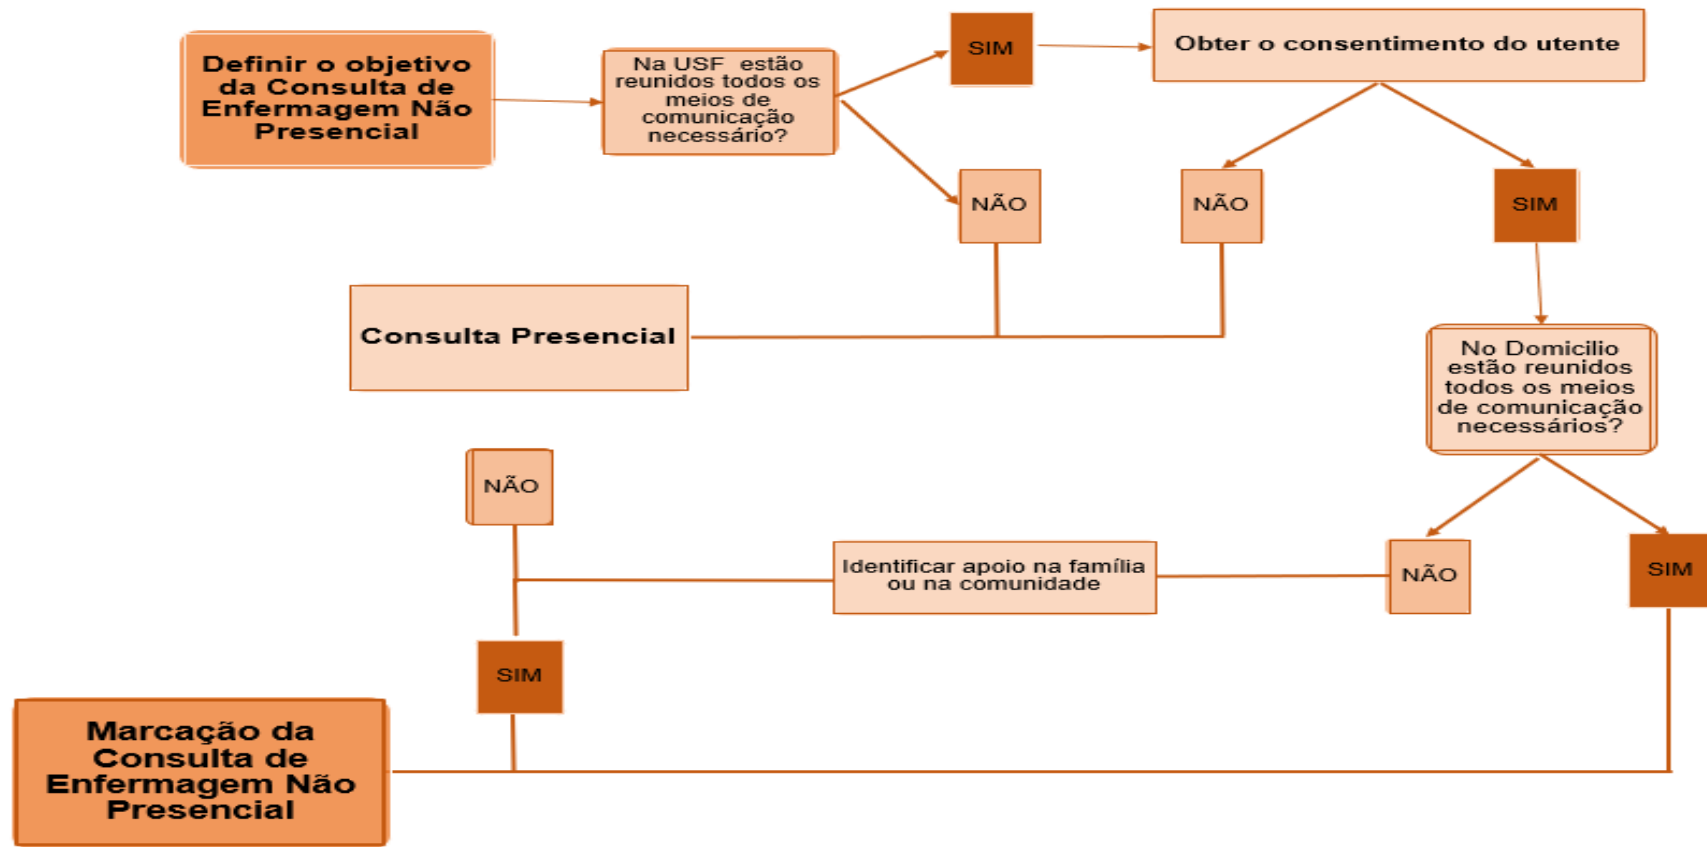 Definir o objetivo
da Consulta de
Enfermagem Não
Presencial
Na USF estão
reunidos todos os
meios de
comunicação
necessário?
SIM
Obter o consentimento do utente
NÃO
NÃO
SIM
Consulta Presencial
No Domicilio
estão reunidos
todos os meios
de comunicação
necessários?
NÃO
Identificar apoio na família
ou na comunidade
NÃO
SIM
SIM
Marcação da
Consulta de
Enfermagem Não
Presencial